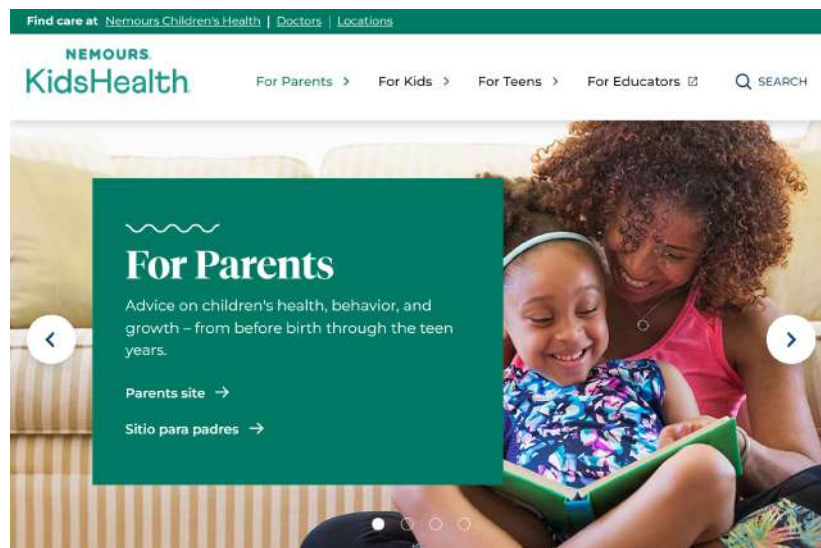 Find care at Nemours Children's Health | Doctors | Locations
NEMOURS
KidsHealth
For Parents > For Kids > For Teens > For Educators SEARCH
For Parents
Advice on children's health, behavior, and
growth – from before birth through the teen
years.
Parents site →
Sitio para padres →